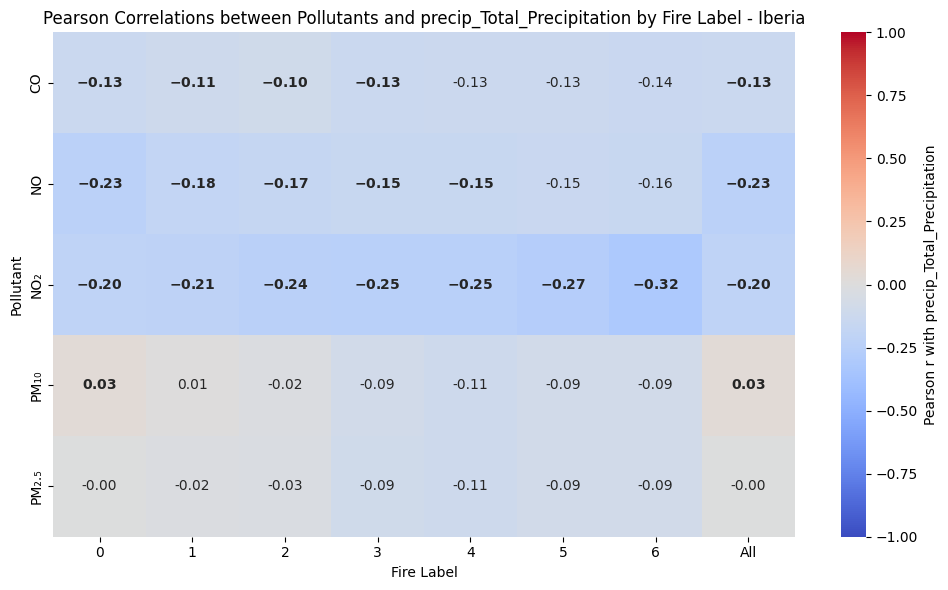 Pearson Correlations between Pollutants and precip_Total_Precipitation by Fire Label - Iberia
CO
−0.13 −0.11 −0.10 −0.13 -0.13 -0.13 -0.14 −0.13
NO
−0.23 −0.18 −0.17 −0.15 −0.15 -0.15 -0.16 −0.23
NO₂
−0.20 −0.21 −0.24 −0.25 −0.25 −0.27 −0.32 −0.20
PM₁₀
0.03 0.01 -0.02 -0.09 -0.11 -0.09 -0.09 0.03
PM₂.₅
-0.00 -0.02 -0.03 -0.09 -0.11 -0.09 -0.09 -0.00
Pollutant
0 1 2 3 4 5 6 All
Fire Label
1.00
0.75
0.50
0.25
0.00
−0.25
−0.50
−0.75
−1.00
Pearson r with precip_Total_Precipitation